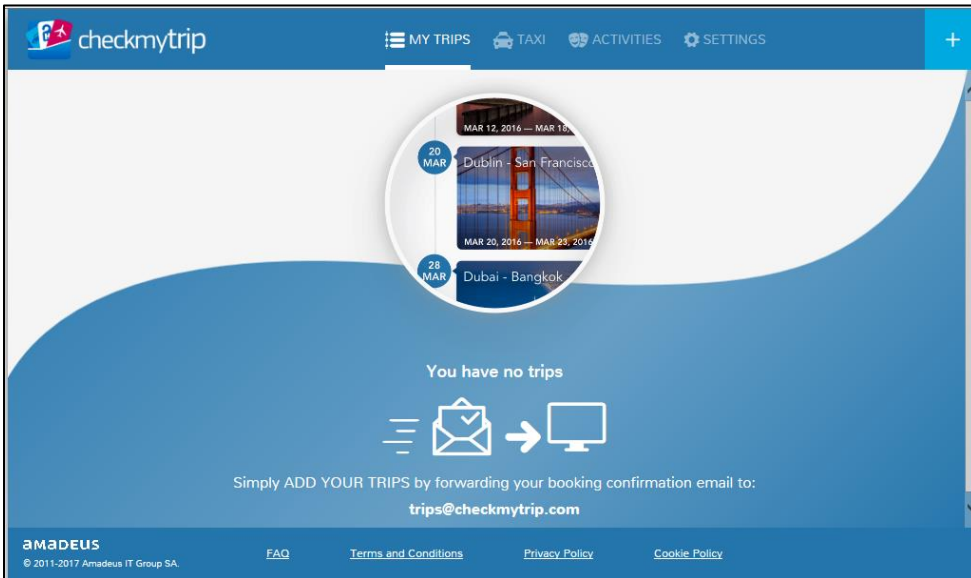 checkmytrip
MY TRIPS
TAXI
ACTIVITIES
SETTINGS
+
MAR 12, 2016 — MAR 18,
20
MAR
Dublin - San Francisco
MAR 20, 2016 — MAR 23, 2016
28
MAR
Dubai - Bangkok
You have no trips
Simply ADD YOUR TRIPS by forwarding your booking confirmation email to:
trips@checkmytrip.com
aMaDEUS
© 2011-2017 Amadeus IT Group SA.
FAQ
Terms and Conditions
Privacy Policy
Cookie Policy